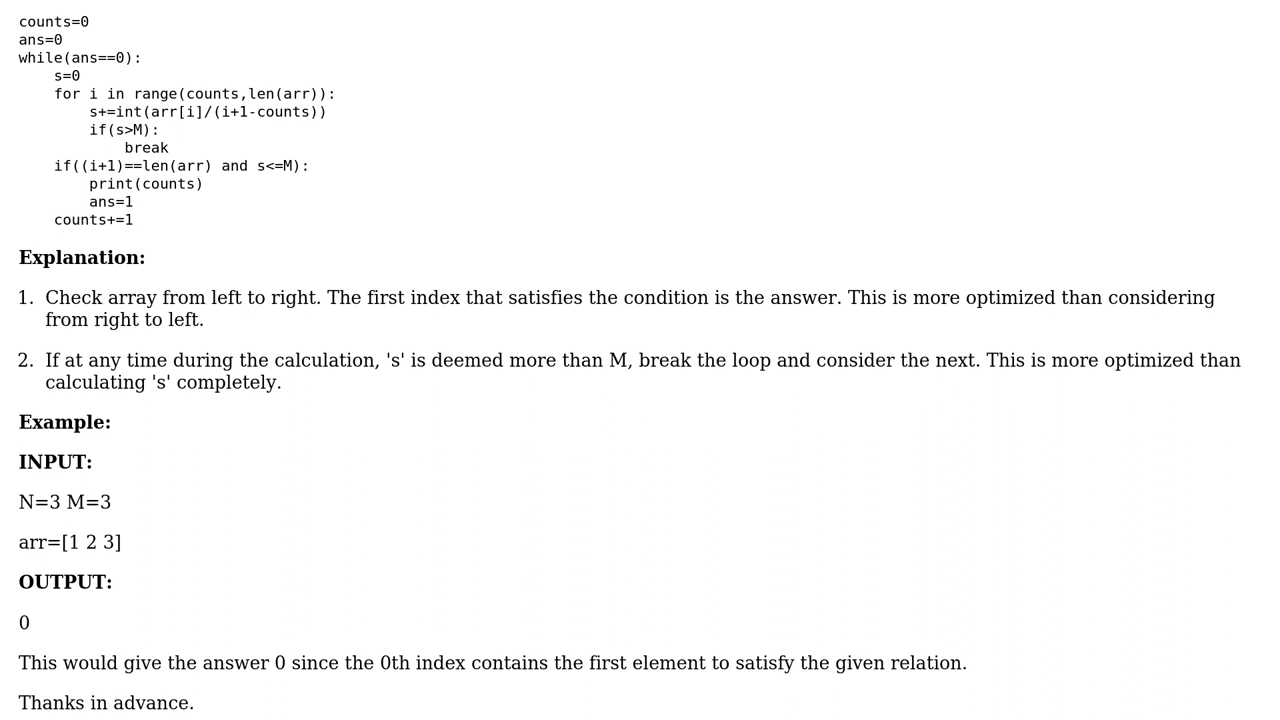 counts=0
ans=0
while(ans==0):
    s=0
    for i in range(counts,len(arr)):
        s+=int(arr[i]/(i+1-counts))
        if(s>M):
            break
    if((i+1)==len(arr) and s<=M):
        print(counts)
        ans=1
    counts+=1
Explanation:
1. Check array from left to right. The first index that satisfies the condition is the answer. This is more optimized than considering
from right to left.
2. If at any time during the calculation, 's' is deemed more than M, break the loop and consider the next. This is more optimized than
calculating 's' completely.
Example:
INPUT:
N=3 M=3
arr=[1 2 3]
OUTPUT:
0
This would give the answer 0 since the 0th index contains the first element to satisfy the given relation.
Thanks in advance.